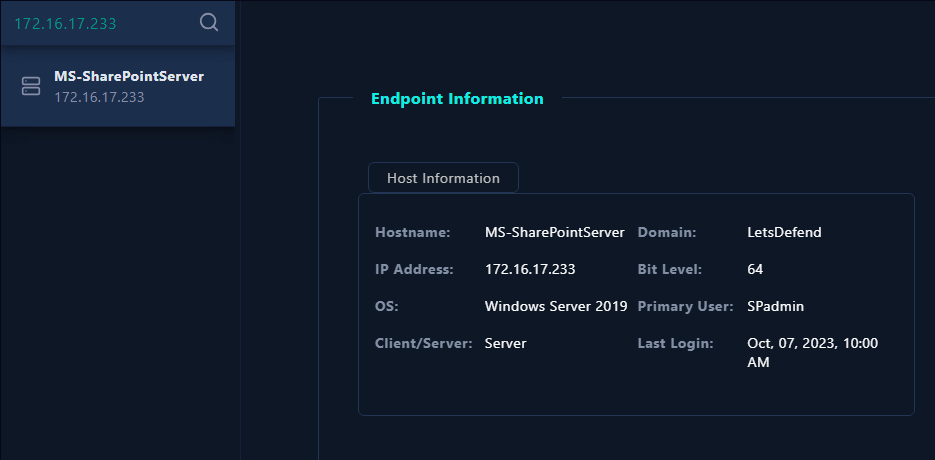 172.16.17.233
MS-SharePointServer
172.16.17.233
Endpoint Information
Host Information
Hostname: MS-SharePointServer Domain: LetsDefend
IP Address: 172.16.17.233 Bit Level: 64
OS: Windows Server 2019 Primary User: SPadmin
Client/Server: Server Last Login: Oct, 07, 2023, 10:00
AM